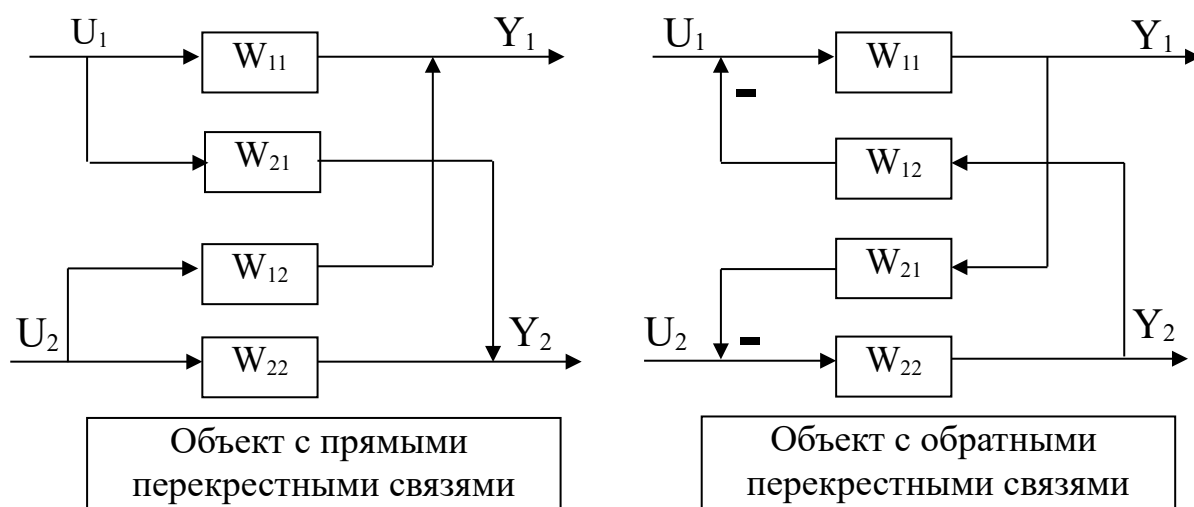 U1 W11 Y1
W21
W12
U2 W22 Y2
Объект с прямыми
перекрестными связями
U1 W11 Y1
-
W12
W21
U2 - W22 Y2
Объект с обратными
перекрестными связями